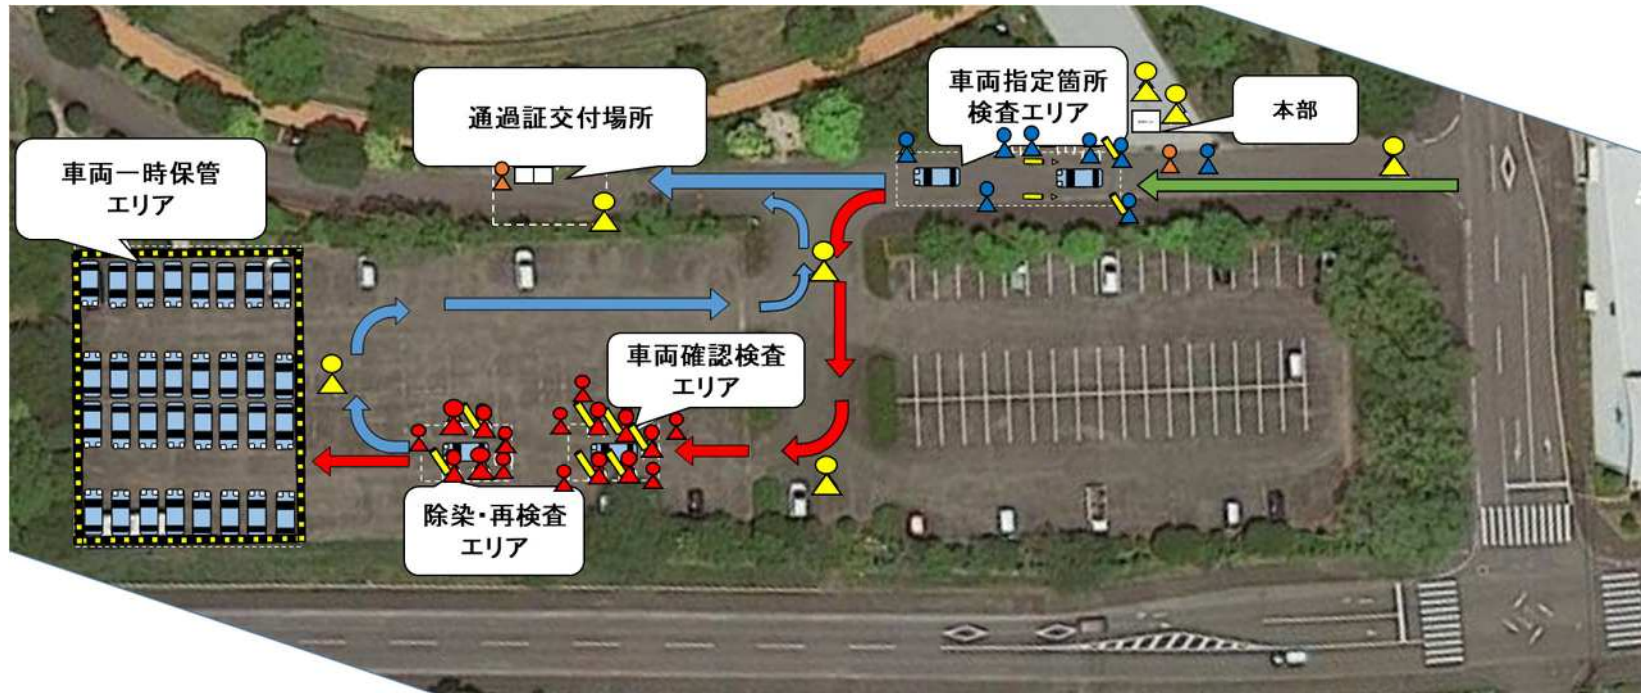 車両指定箇所
検査エリア
本部
通過証交付場所
車両一時保管
エリア
車両確認検査
エリア
除染・再検査
エリア